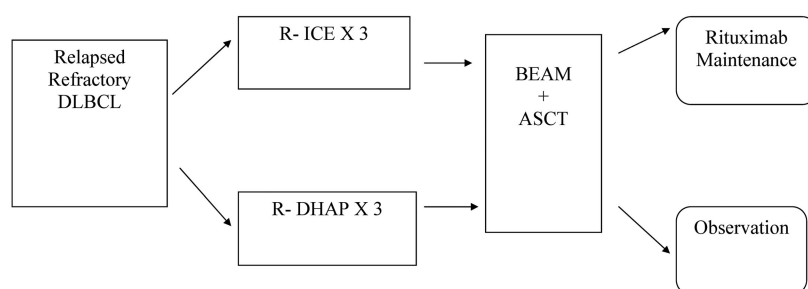 Relapsed
Refractory
DLBCL
R- ICE X 3
R- DHAP X 3
BEAM
+
ASCT
Rituximab
Maintenance
Observation